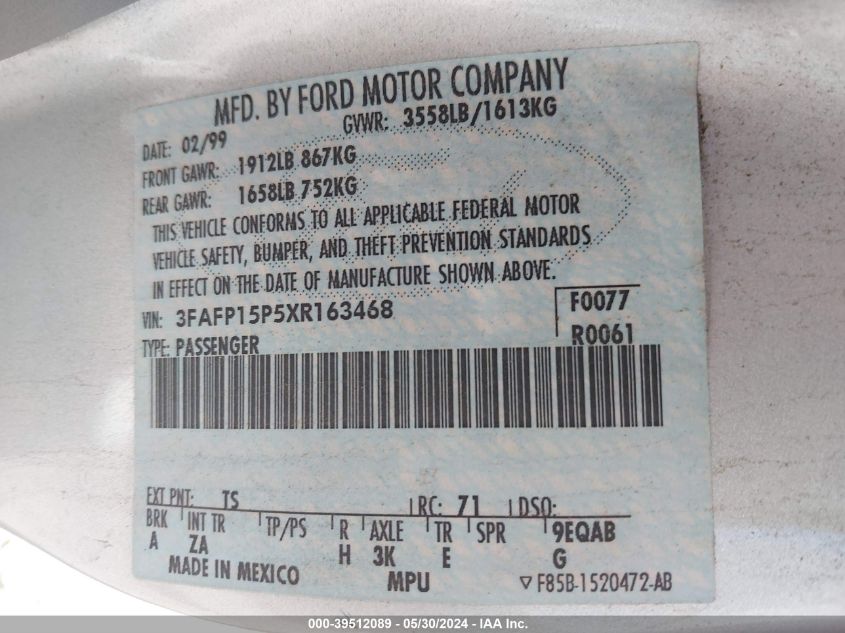 MFD. BY FORD MOTOR COMPANY
DATE: 02/99 GVWR: 3558LB/1613KG
FRONT GAWR: 1912LB 867KG
REAR GAWR: 1658LB 752KG
THIS VEHICLE CONFORMS TO ALL APPLICABLE FEDERAL MOTOR
VEHICLE SAFETY, BUMPER, AND THEFT PREVENTION STANDARDS
IN EFFECT ON THE DATE OF MANUFACTURE SHOWN ABOVE.
VIN: 3FAFP15P5XR163468 F0077
TYPE: PASSENGER R0061
EXT PNT: TS RC: 71 DSO:
BRK INT TR TP/PS R AXLE TR SPR 9EQAB
A ZA H 3K E G
MADE IN MEXICO MPU ▽F85B-1520472-AB
000-39512089 - 05/30/2024 - IAA Inc.